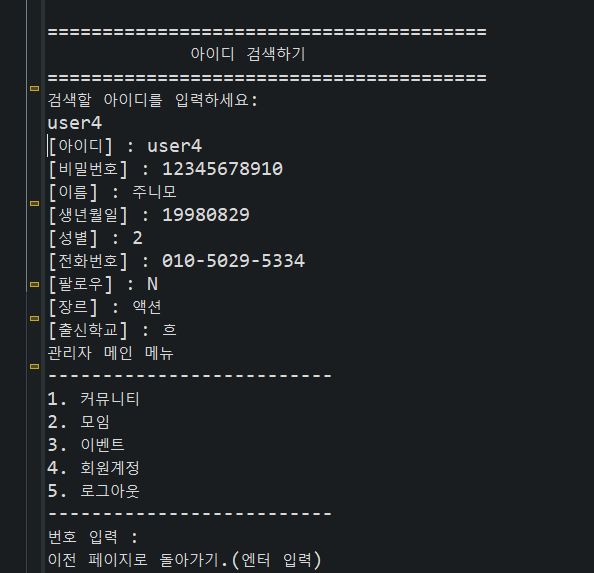 ========================================
아이디 검색하기
========================================
검색할 아이디를 입력하세요:
user4
[아이디] : user4
[비밀번호] : 12345678910
[이름] : 주니모
[생년월일] : 19980829
[성별] : 2
[전화번호] : 010-5029-5334
[팔로우] : N
[장르] : 액션
[출신학교] : 흐
관리자 메인 메뉴
--------------------------
1. 커뮤니티
2. 모임
3. 이벤트
4. 회원계정
5. 로그아웃
--------------------------
번호 입력 :
이전 페이지로 돌아가기.(엔터 입력)